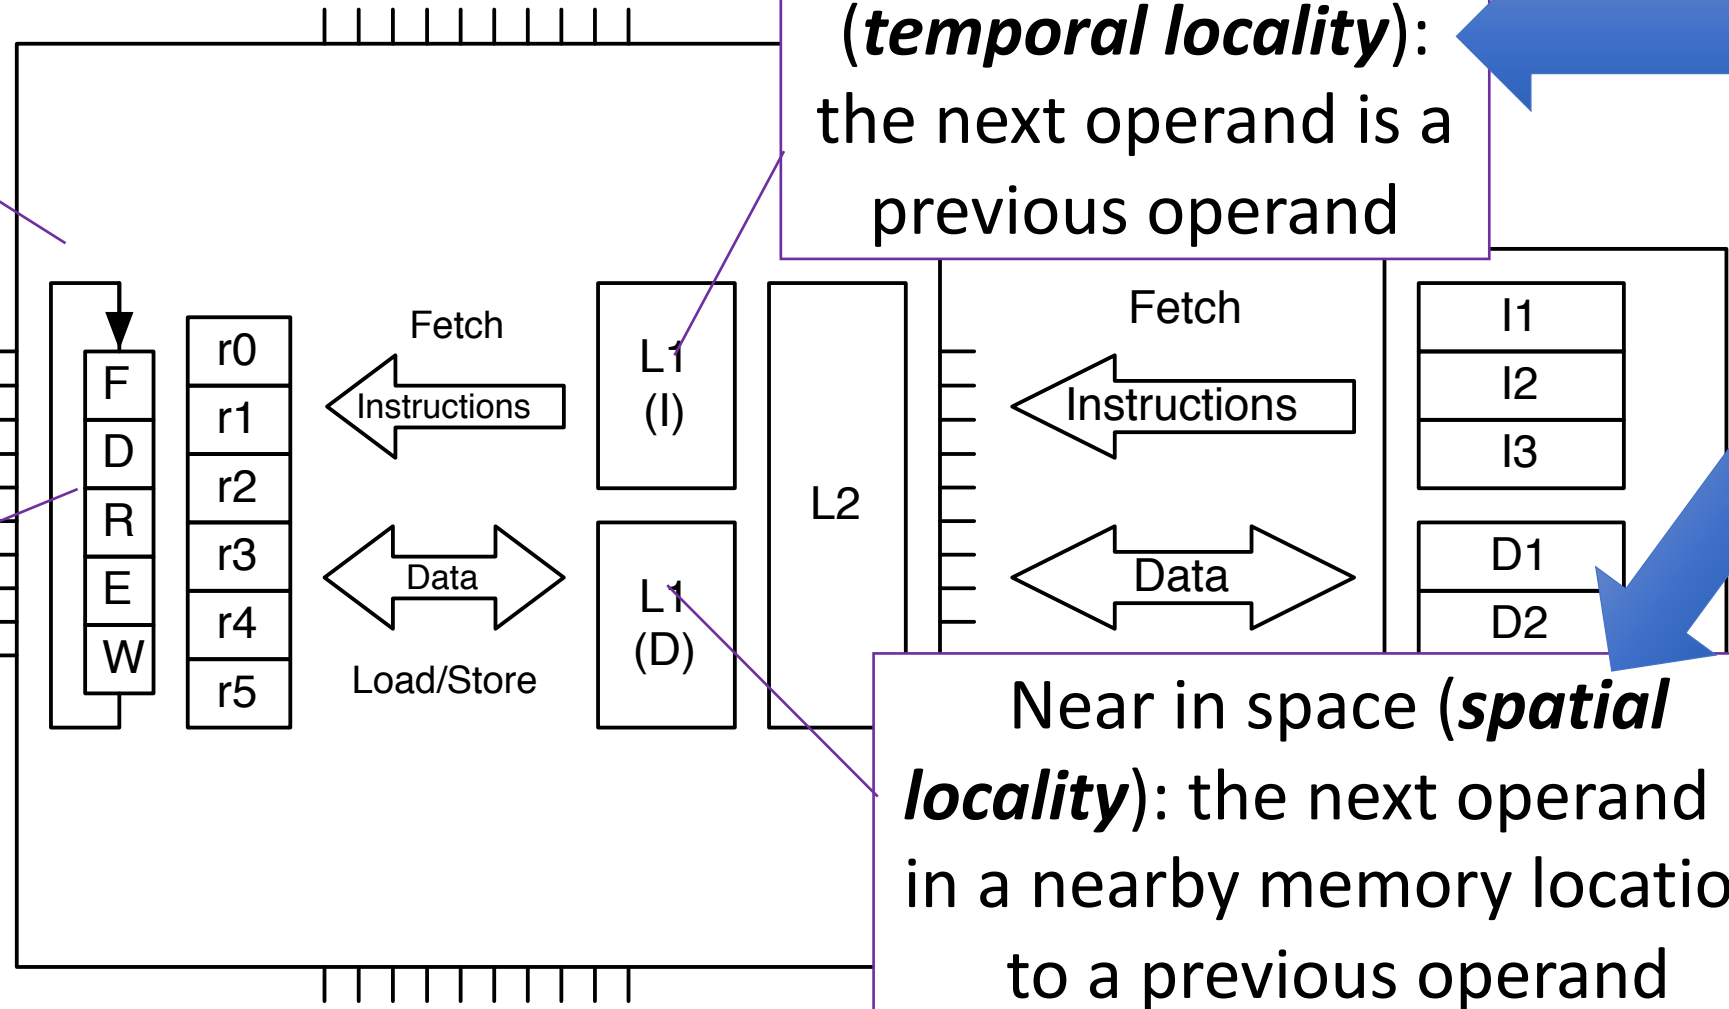 (temporal locality):
the next operand is a
previous operand
F
D
R
E
W
r0
r1
r2
r3
r4
r5
Fetch
Instructions
Data
Load/Store
L1
(I)
L1
(D)
L2
Fetch
Instructions
Data
I1
I2
I3
D1
D2
Near in space (spatial
locality): the next operand
in a nearby memory locatio
to a previous operand